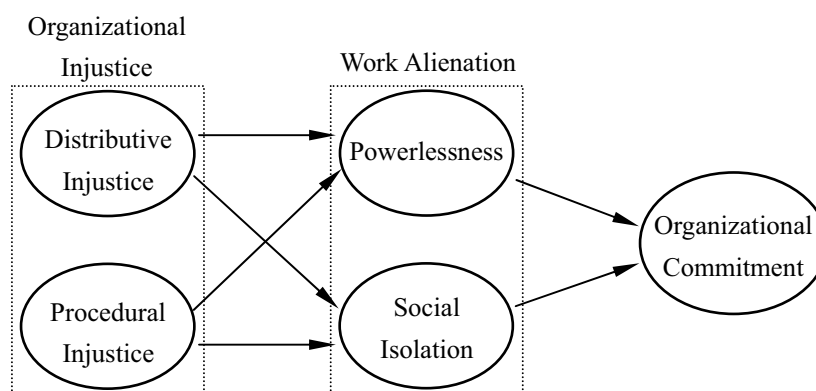 Organizational
Injustice
Work Alienation
Distributive
Injustice
Powerlessness
Organizational
Commitment
Procedural
Injustice
Social
Isolation